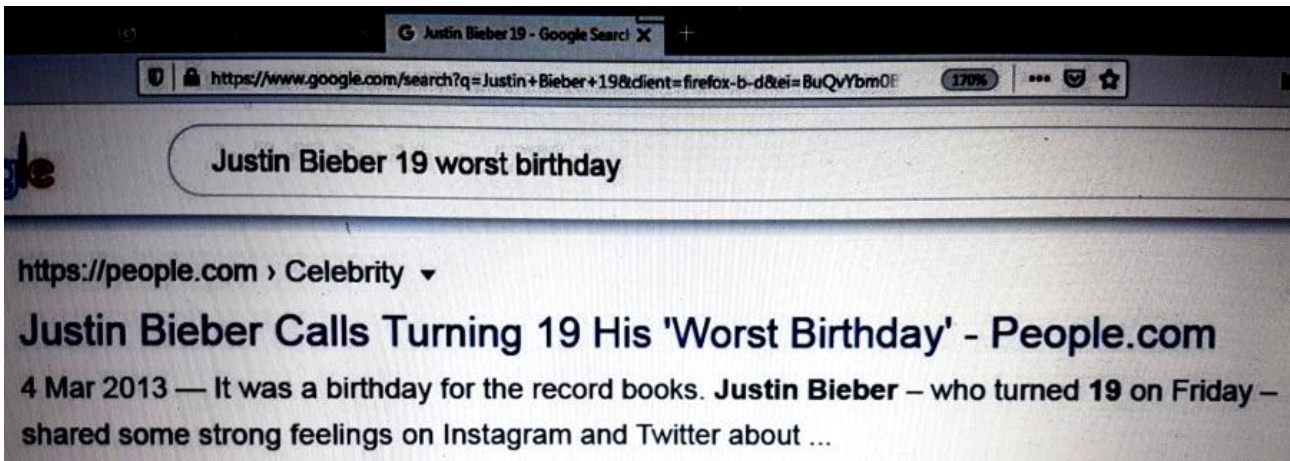 G Justin Bieber 19 - Google Search
https://www.google.com/search?q=Justin+Bieber+19&client=firefox-b-d&ei=BuQvYbm0E 170%
gle Justin Bieber 19 worst birthday
https://people.com › Celebrity
Justin Bieber Calls Turning 19 His 'Worst Birthday' - People.com
4 Mar 2013 — It was a birthday for the record books. Justin Bieber – who turned 19 on Friday –
shared some strong feelings on Instagram and Twitter about ...